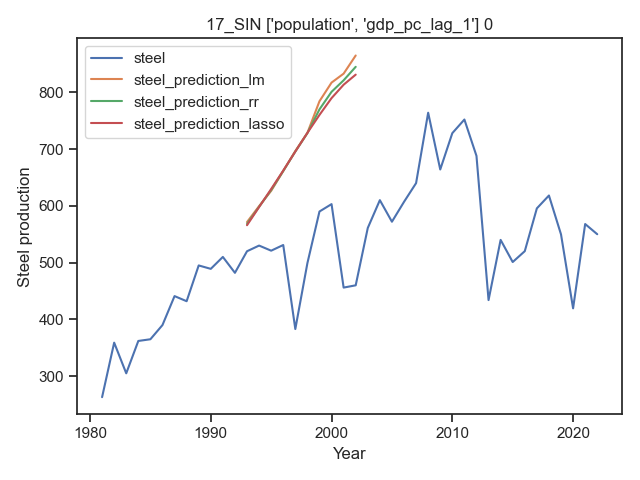 17_SIN ['population', 'gdp_pc_lag_1'] 0
steel
steel_prediction_lm
steel_prediction_rr
steel_prediction_lasso
Steel production
800
700
600
500
400
300
1980
1990
2000
2010
2020
Year